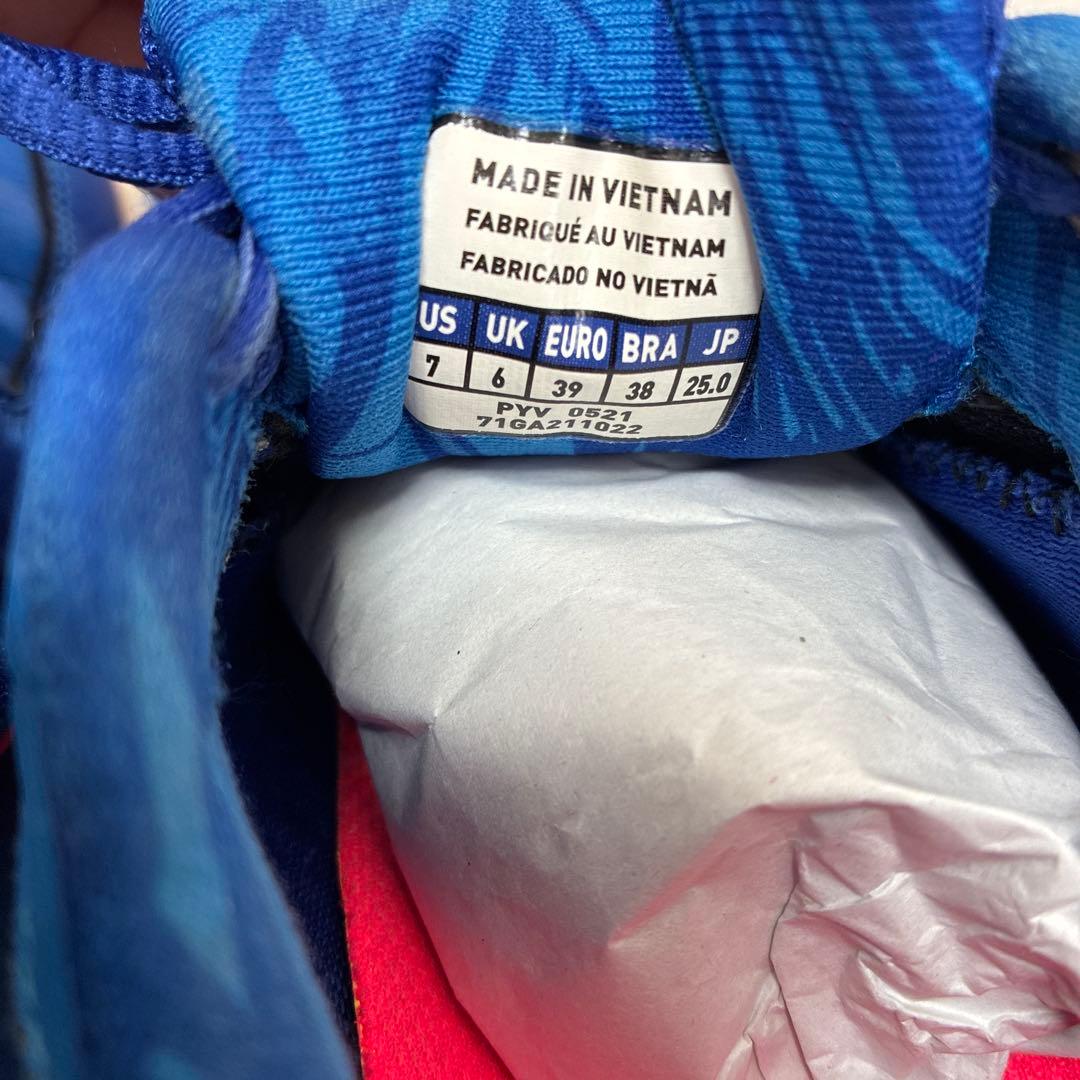 MADE IN VIETNAM
FABRIQUÉ AU VIETNAM
FABRICADO NO VIETNÃ
US UK EURO BRA JP
7 6 39 38 25.0
PYV 0521
71GA211022